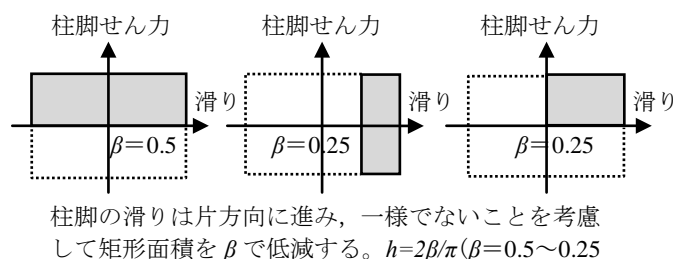 柱脚せん力
柱脚せん力
柱脚せん力
滑り
滑り
滑り
β＝0.5
β＝0.25
β＝0.25
柱脚の滑りは片方向に進み，一様でないことを考慮
して矩形面積を β で低減する。h=2β/π(β＝0.5～0.25